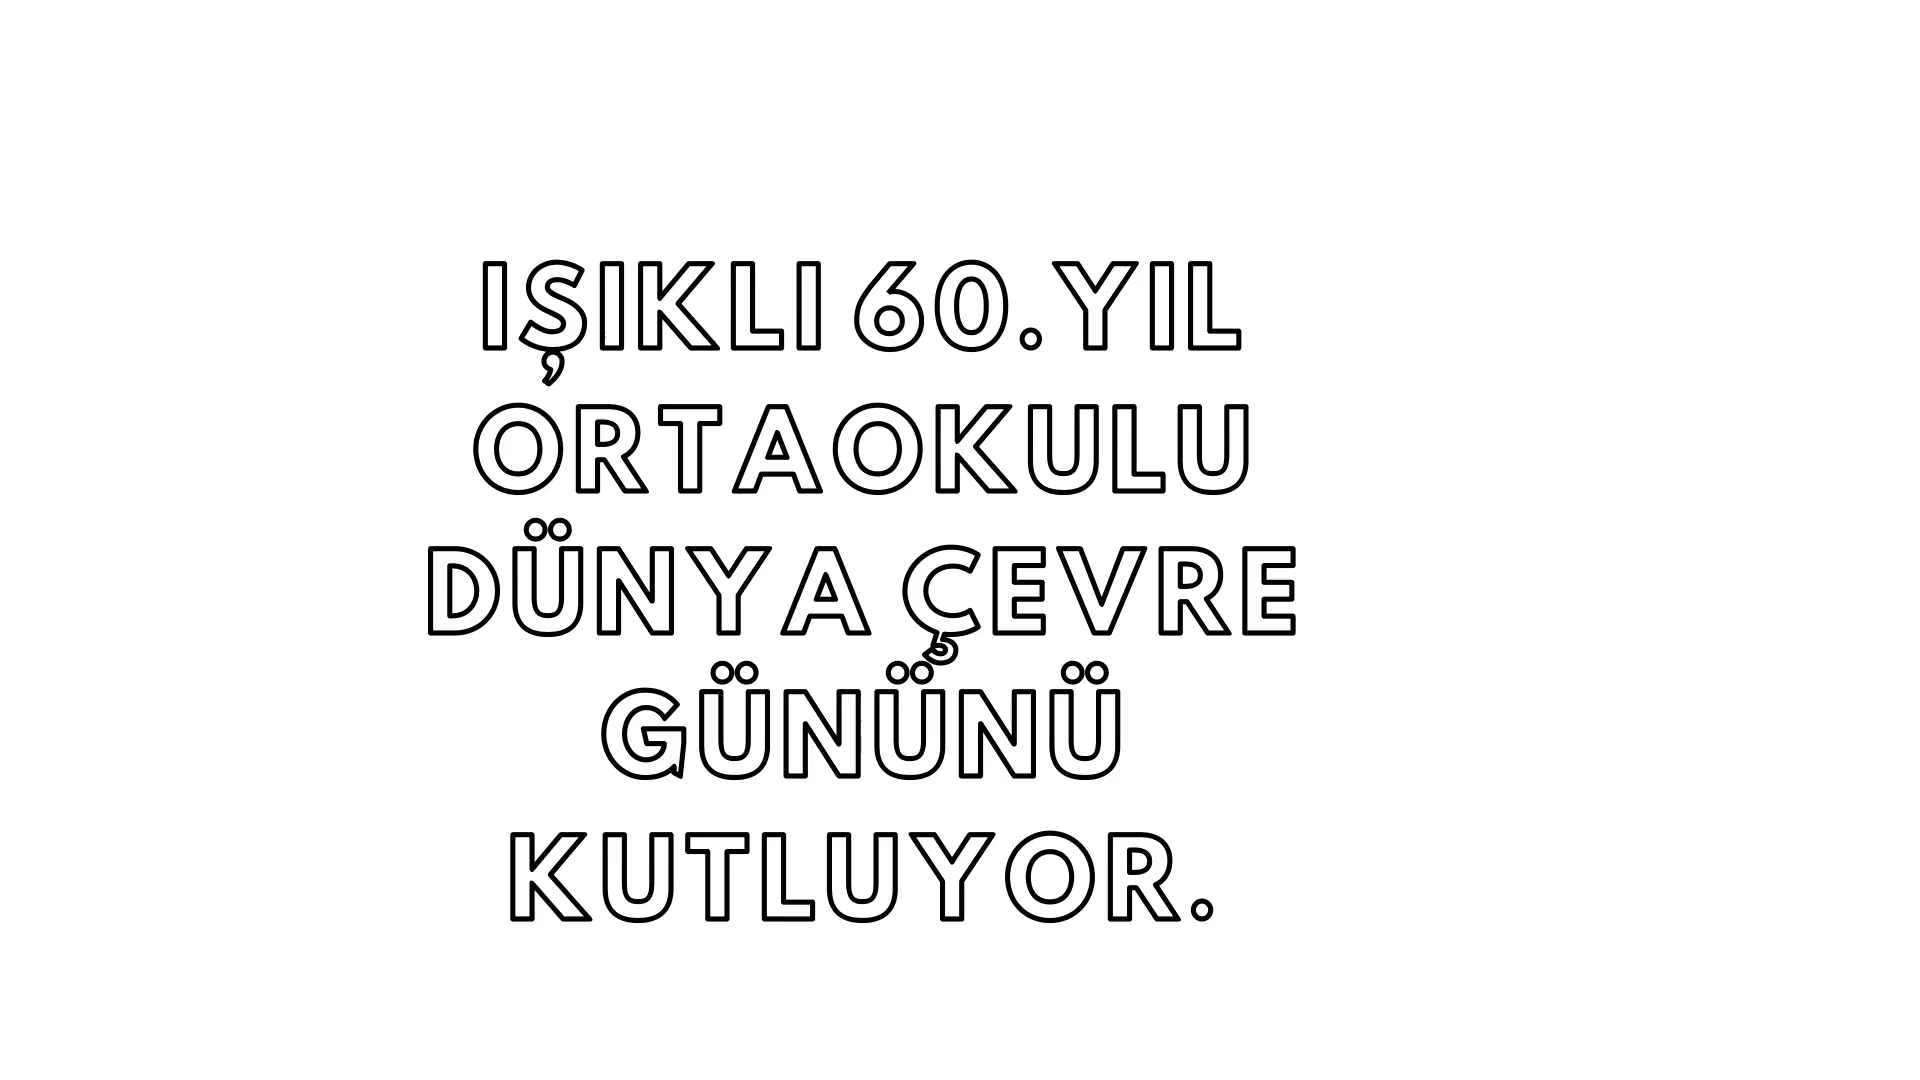 IŞIKLI 60.YIL
ORTAOKULU
DÜNYA ÇEVRE
GÜNÜNÜ
KUTLUYOR.